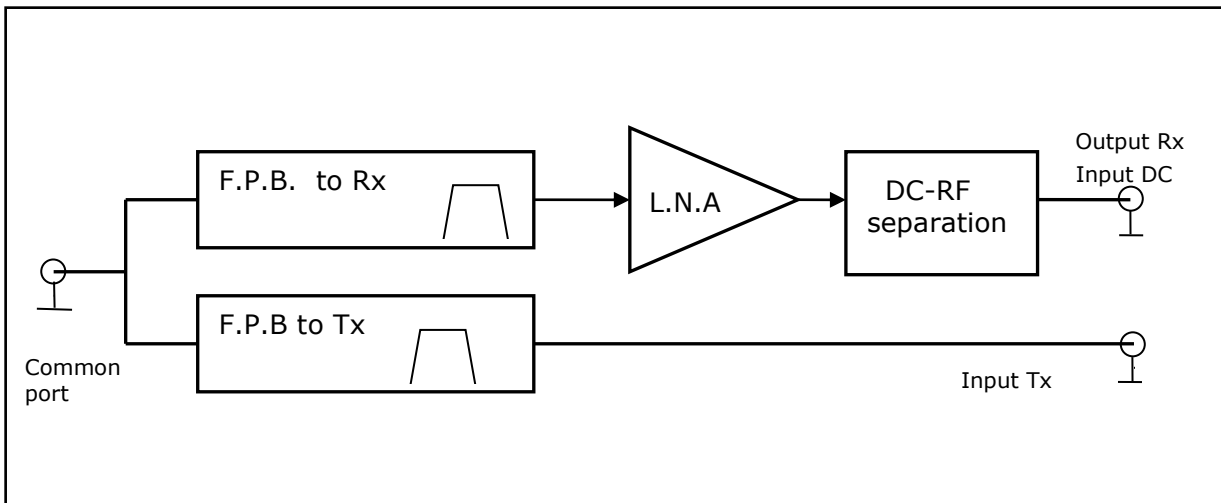 F.P.B. to Rx
L.N.A
DC-RF
separation
Output Rx
Input DC
Common
port
F.P.B to Tx
Input Tx